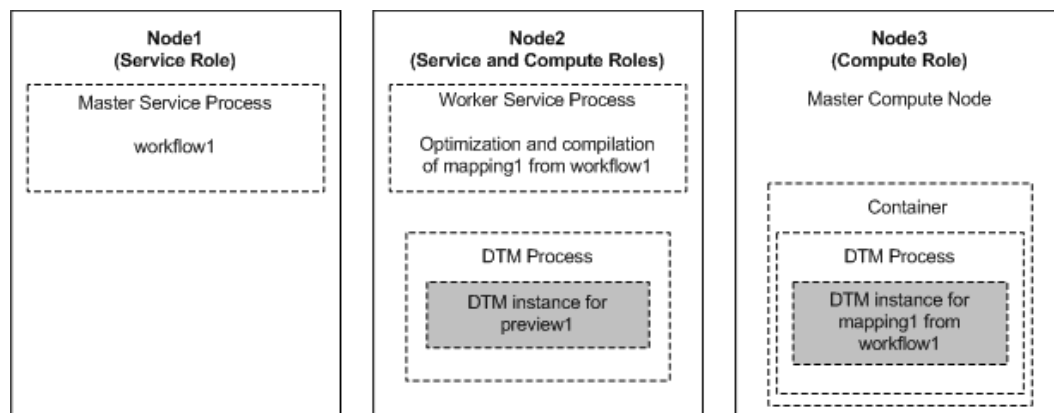 Node1
(Service Role)
Master Service Process
workflow1
Node2
(Service and Compute Roles)
Worker Service Process
Optimization and compilation
of mapping1 from workflow1
DTM Process
DTM instance for
preview1
Node3
(Compute Role)
Master Compute Node
Container
DTM Process
DTM instance for
mapping1 from
workflow1